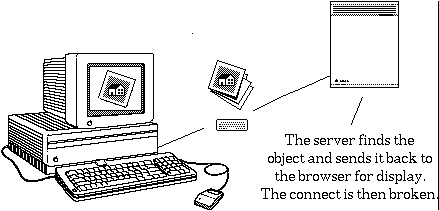 The server finds the
object and sends it back to
the browser for display.
The connect is then broken.